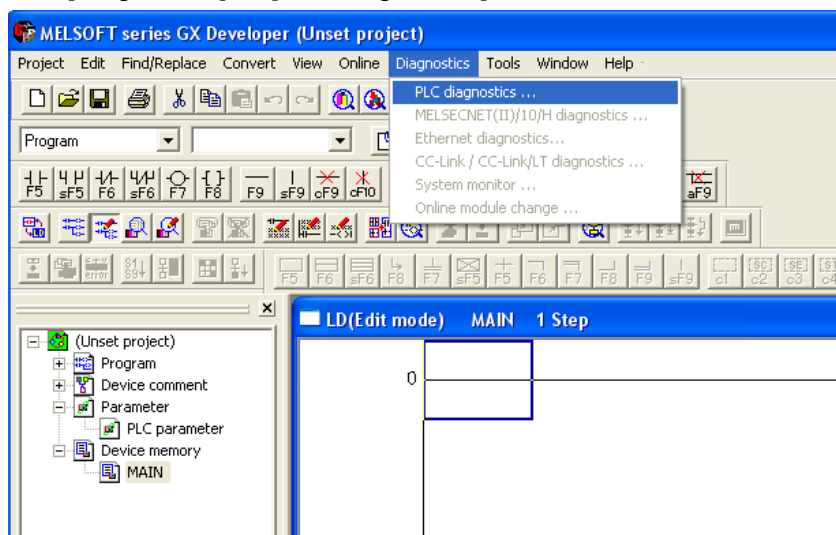 MELSOFT series GX Developer (Unset project)
Project Edit Find/Replace Convert View Online Diagnostics Tools Window Help
PLC diagnostics ...
MELSECNET(II)/10/H diagnostics ...
Ethernet diagnostics...
CC-Link / CC-Link/LT diagnostics ...
System monitor ...
Online module change ...
Program
F5 sF5 F6 sF6 F7 F8 F9 sF9 cF9 cF10 aF9
error
F5 F6 sF6 F8 F7 sF5 F5 F6 F7 F8 F9 sF9 c1 c2 c3 c4
LD(Edit mode) MAIN 1 Step
0
(Unset project)
Program
Device comment
Parameter
PLC parameter
Device memory
MAIN